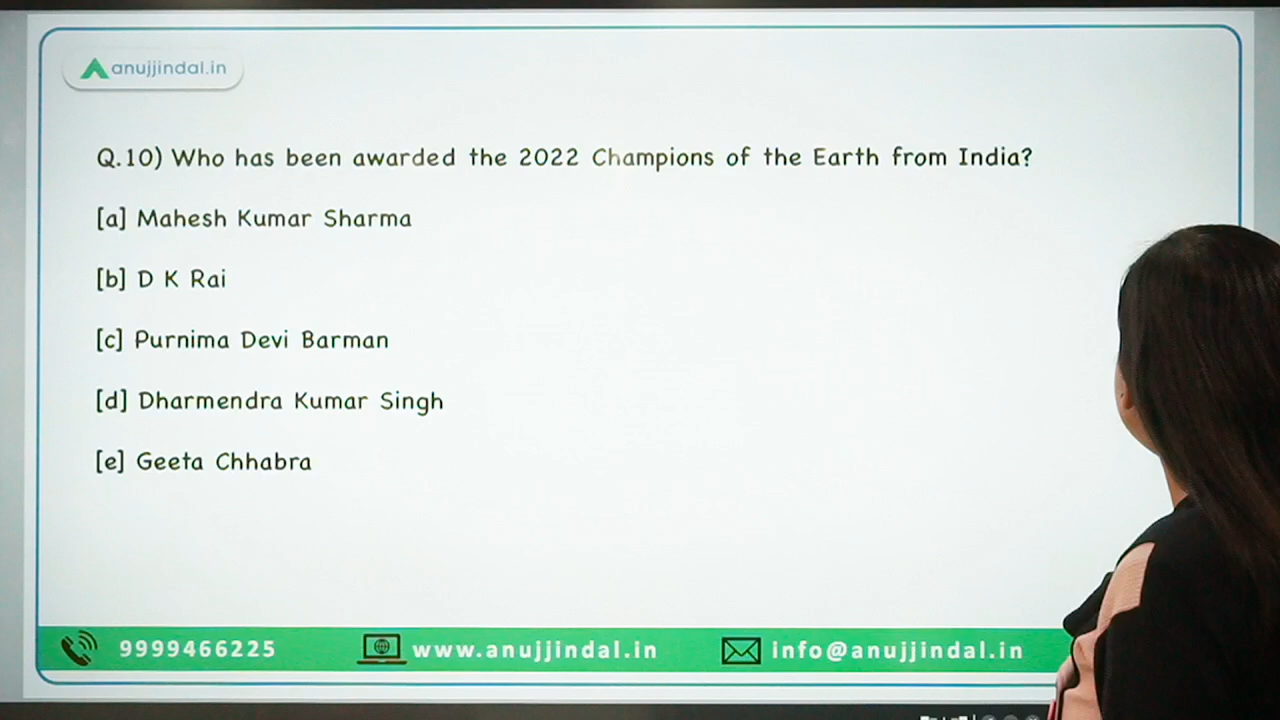 anujjindal.in
Q.10) Who has been awarded the 2022 Champions of the Earth from India?
[a] Mahesh Kumar Sharma
[b] D K Rai
[c] Purnima Devi Barman
[d] Dharmendra Kumar Singh
[e] Geeta Chhabra
9999466225 www.anujjindal.in info@anujjindal.in